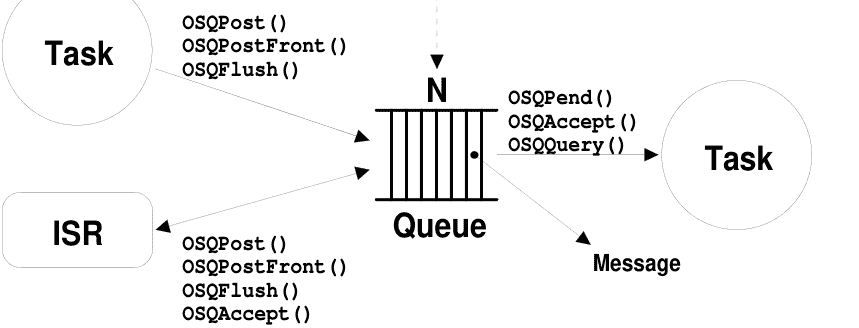 Task
OSQPost()
OSQPostFront()
OSQFlush()
N
OSQPend()
OSQAccept()
OSQQuery()
Task
Queue
Message
ISR
OSQPost()
OSQPostFront()
OSQFlush()
OSQAccept()